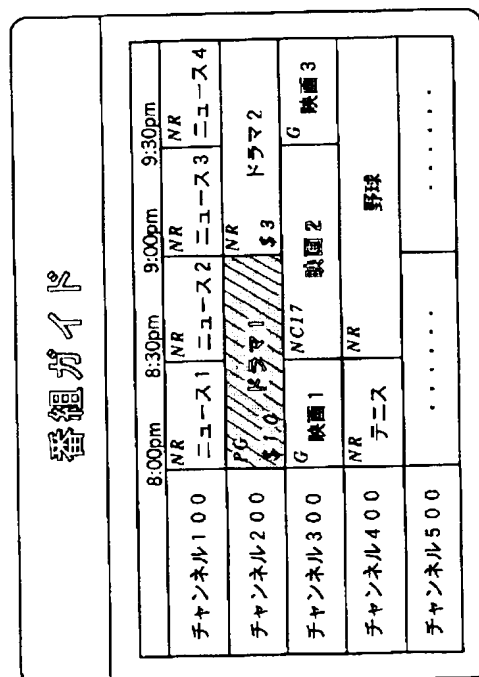 番組ガイド
8:00pm 8:30pm 9:00pm 9:30pm
チャンネル100 NR ニュース1 NR ニュース2 NR ニュース3 NR ニュース4
チャンネル200 PG $10 ドラマ1 NR $3 ドラマ2
チャンネル300 G 映画1 NC17 映画2 G 映画3
チャンネル400 NR テニス NR 野球
チャンネル500 ...... ......